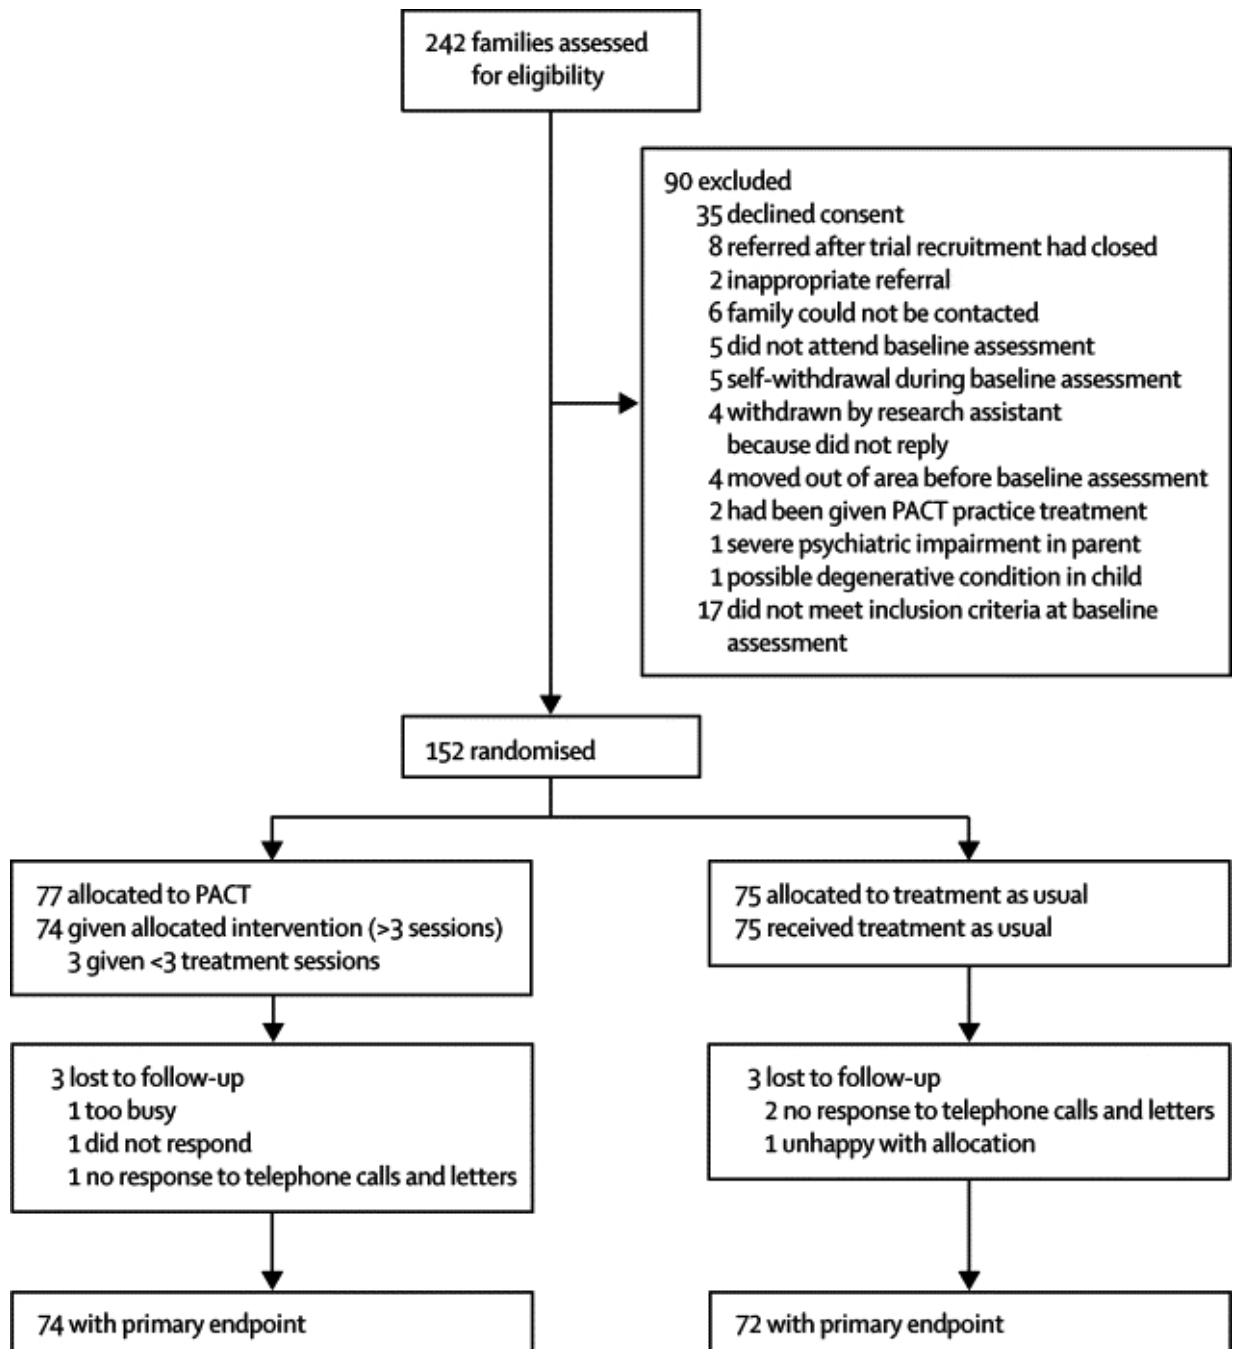 242 families assessed
for eligibility
90 excluded
35 declined consent
8 referred after trial recruitment had closed
2 inappropriate referral
6 family could not be contacted
5 did not attend baseline assessment
5 self-withdrawal during baseline assessment
4 withdrawn by research assistant
because did not reply
4 moved out of area before baseline assessment
2 had been given PACT practice treatment
1 severe psychiatric impairment in parent
1 possible degenerative condition in child
17 did not meet inclusion criteria at baseline
assessment
152 randomised
77 allocated to PACT
74 given allocated intervention (>3 sessions)
3 given <3 treatment sessions
75 allocated to treatment as usual
75 received treatment as usual
3 lost to follow-up
1 too busy
1 did not respond
1 no response to telephone calls and letters
3 lost to follow-up
2 no response to telephone calls and letters
1 unhappy with allocation
74 with primary endpoint
72 with primary endpoint